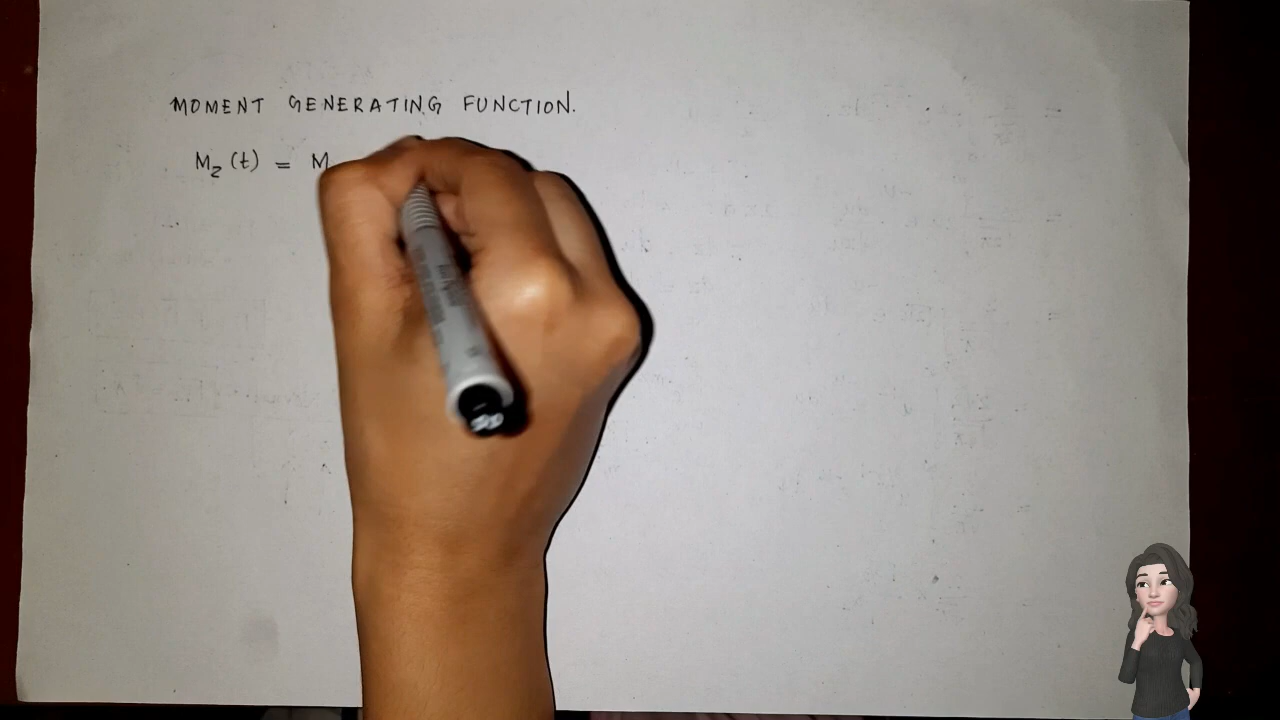 MOMENT GENERATING FUNCTION.
M_Z (t) = M